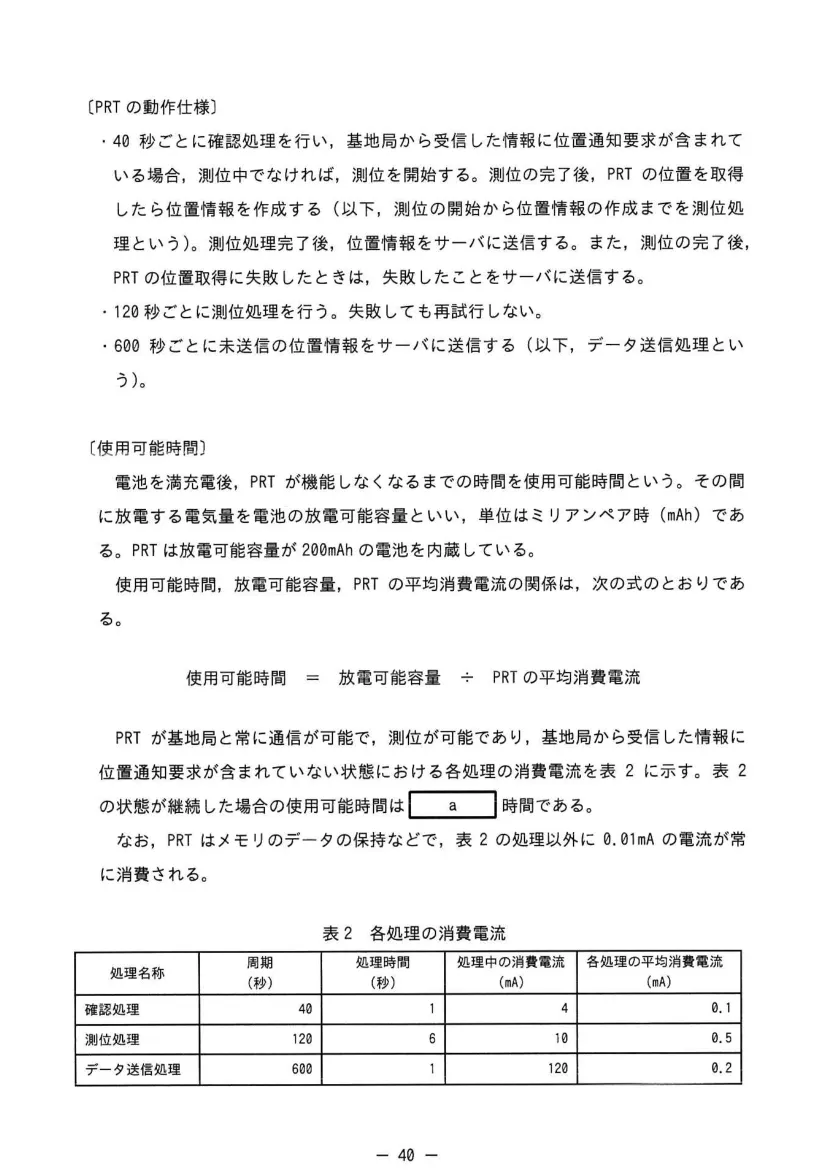 〔PRT の動作仕様〕
・40 秒ごとに確認処理を行い，基地局から受信した情報に位置通知要求が含まれて
いる場合，測位中でなければ，測位を開始する。測位の完了後，PRT の位置を取得
したら位置情報を作成する（以下，測位の開始から位置情報の作成までを測位処
理という）。測位処理完了後，位置情報をサーバに送信する。また，測位の完了後，
PRT の位置取得に失敗したときは，失敗したことをサーバに送信する。
・120 秒ごとに測位処理を行う。失敗しても再試行しない。
・600 秒ごとに未送信の位置情報をサーバに送信する（以下，データ送信処理とい
う）。
〔使用可能時間〕
電池を満充電後，PRT が機能しなくなるまでの時間を使用可能時間という。その間
に放電する電気量を電池の放電可能容量といい，単位はミリアンペア時（mAh）であ
る。PRT は放電可能容量が 200mAh の電池を内蔵している。
使用可能時間，放電可能容量，PRT の平均消費電流の関係は，次の式のとおりであ
る。
使用可能時間 ＝ 放電可能容量 ÷ PRT の平均消費電流
PRT が基地局と常に通信が可能で，測位が可能であり，基地局から受信した情報に
位置通知要求が含まれていない状態における各処理の消費電流を表 2 に示す。表 2
の状態が継続した場合の使用可能時間は a 時間である。
なお，PRT はメモリのデータの保持などで，表 2 の処理以外に 0.01mA の電流が常
に消費される。
表 2 各処理の消費電流
処理名称 周期（秒） 処理時間（秒） 処理中の消費電流（mA） 各処理の平均消費電流（mA）
確認処理 40 1 4 0.1
測位処理 120 6 10 0.5
データ送信処理 600 1 120 0.2
－ 40 －